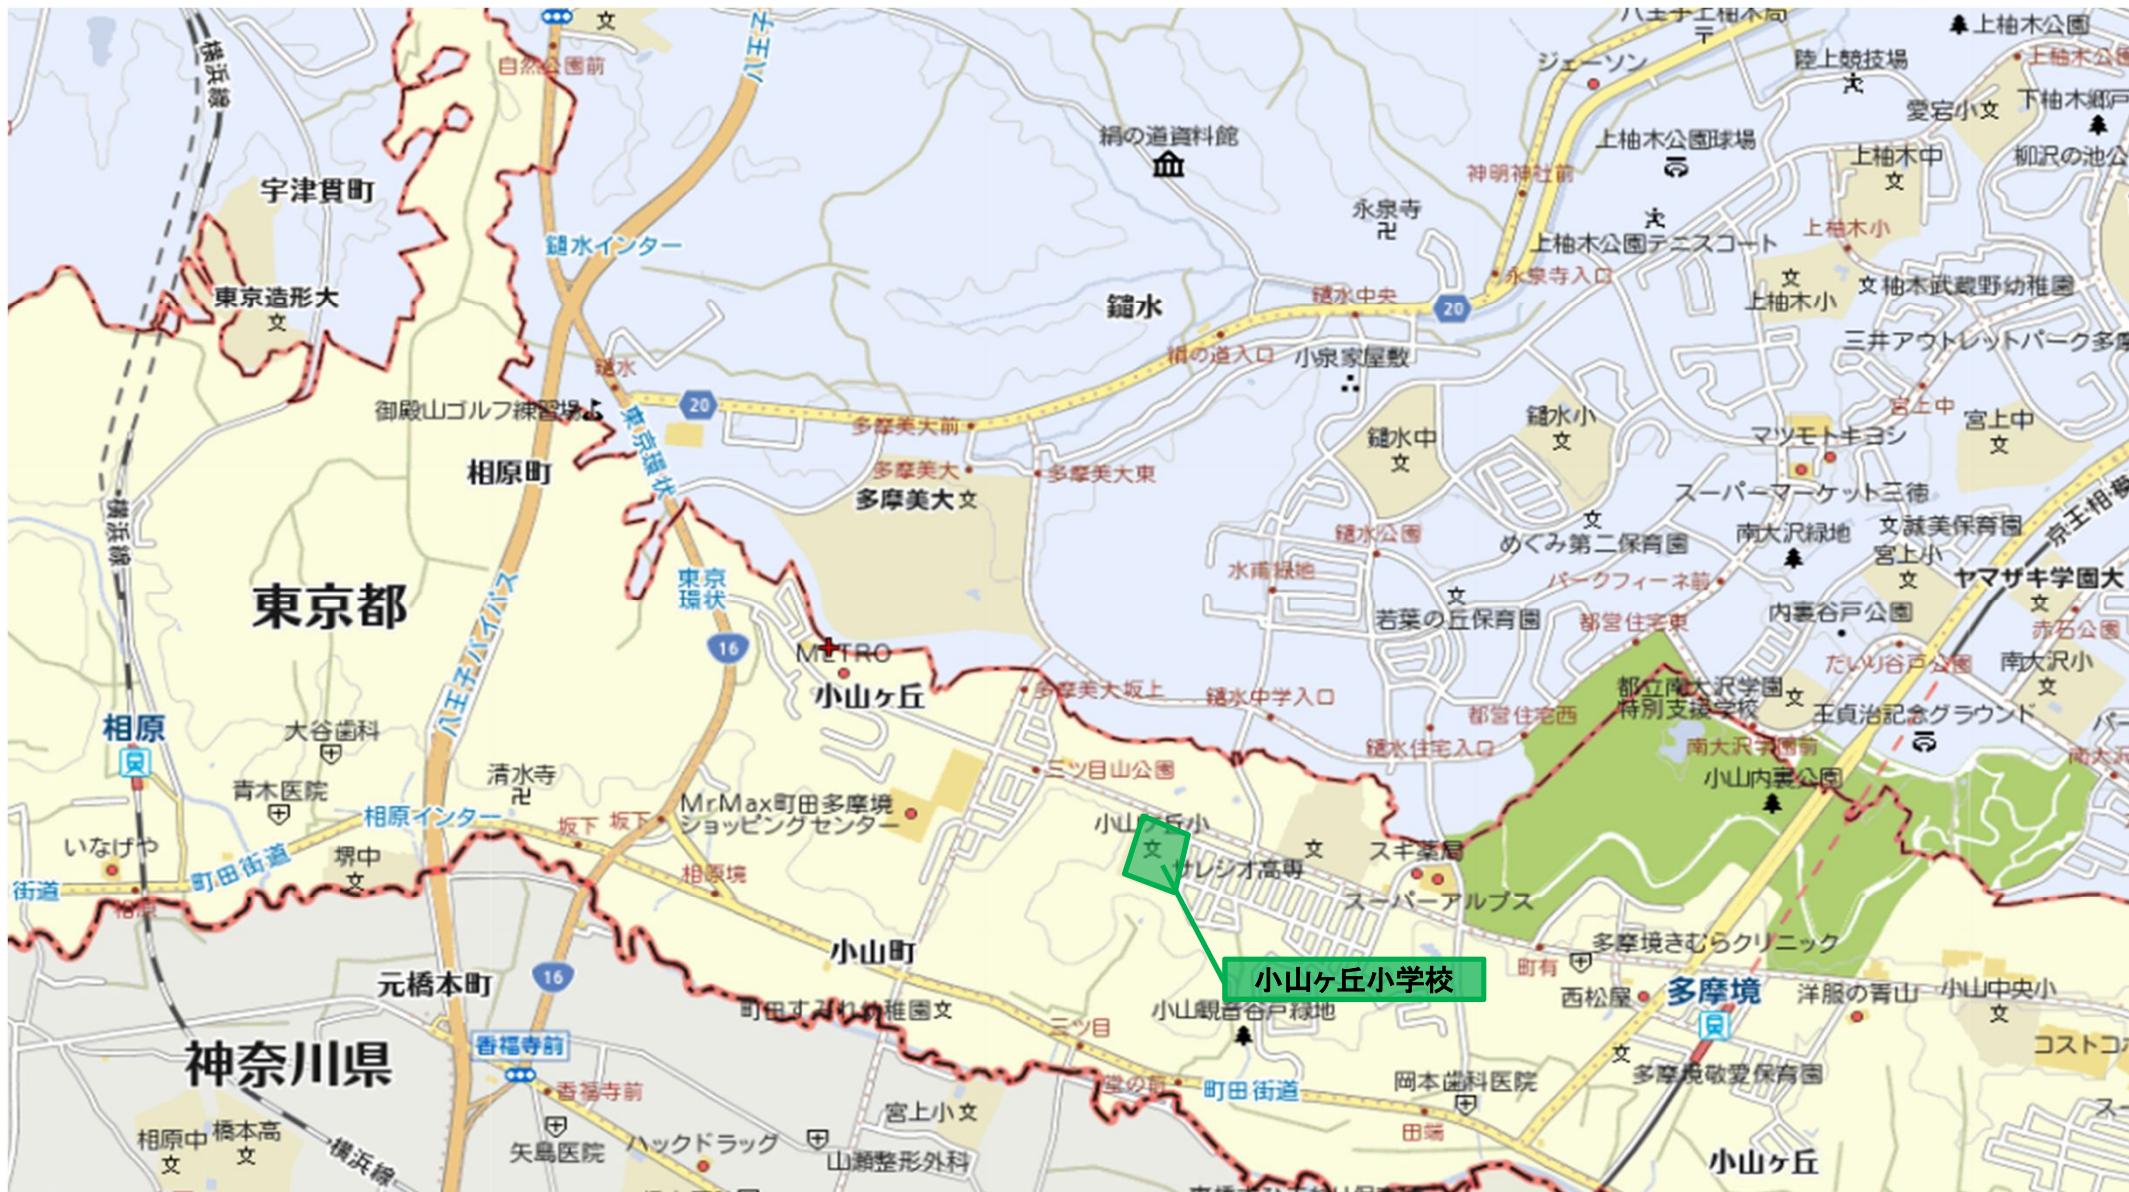 横浜線
自然公園前
八王子上柚木局
上柚木公園
ジェーソン
陸上競技場
愛宕小
絹の道資料館
上柚木公園球場
上柚木中
宇津貫町
神明神社前
永泉寺
上柚木公園テニスコート
上柚木小
鑓水インター
東京造形大
鑓水
鑓水中央
20
永泉寺入口
上柚木小
柚木武蔵野幼稚園
三井アウトレットパーク多摩
絹の道入口
小泉家屋敷
鑓水
20
御殿山ゴルフ練習場
多摩美大前
東京環状
鑓水中
鑓水小
宮上中
宮上中
マツモトキヨシ
相原町
多摩美大
多摩美大東
多摩美大
スーパーマーケット三徳
横浜線
鑓水公園
めぐみ第二保育園
南大沢緑地
誠美保育園
宮上小
京王相模
東京都
東京
環状
水雨緑地
パークフィーネ前
ヤマザキ学園大
若葉の丘保育園
都営住宅東
内裏谷戸公園
赤石公園
16
METRO
だいり谷戸公園
南大沢小
八王子バイパス
小山ヶ丘
多摩美大坂上
鑓水中学入口
都立南大沢学園
特別支援学校
都営住宅西
王貞治記念グラウンド
相原
大谷歯科
鑓水住宅入口
南大沢学園前
三ツ目山公園
小山内裏公園
清水寺
青木医院
MrMax町田多摩境
ショッピングセンター
相原インター
坂下
坂下
小山ヶ丘小
いなげや
町田街道
堺中
相原境
サレジオ高専
スギ薬局
街道
相原
スーパーアルプス
小山町
多摩境きむらクリニック
元橋本町
16
小山ヶ丘小学校
町有
西松屋
多摩境
洋服の青山
小山中央小
町田すみれ幼稚園
小山観音谷戸緑地
三ツ目
香福寺前
神奈川県
香福寺前
堂の前
町田街道
岡本歯科医院
多摩境敬愛保育園
宮上小
相原中
橋本高
矢島医院
ハックドラッグ
山瀬整形外科
田端
横浜線
小山ヶ丘